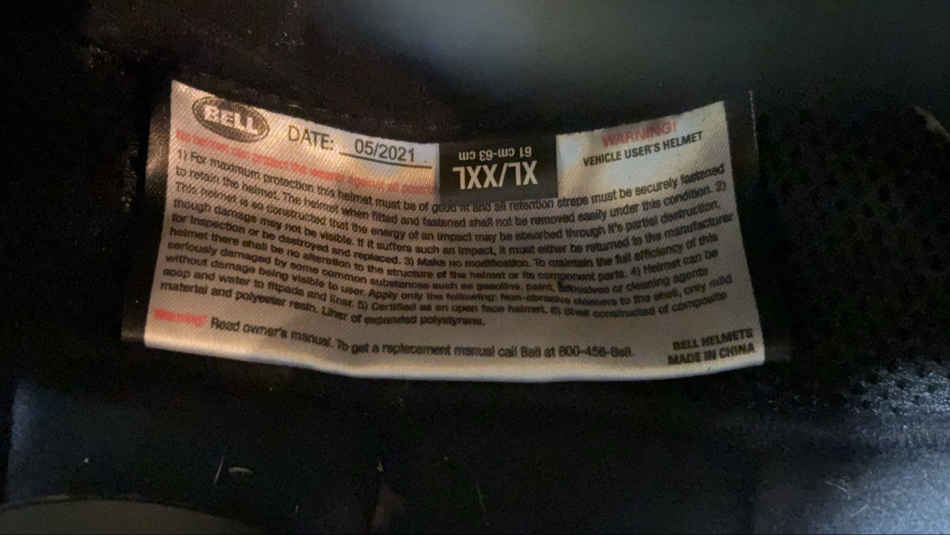 BELL
DATE: 05/2021
XL/XXL
61 cm-63 cm
WARNING!
VEHICLE USER'S HELMET
No helmet can protect the wearer against all
1) For maximum protection this helmet must be of good fit and all retention straps must be securely fastened
to retain the helmet. The helmet when fitted and fastened shall not be removed easily under this condition. 2)
This helmet is so constructed that the energy of an impact may be absorbed through it's partial destruction,
though damage may not be visible. If it suffers such an impact, it must either be returned to the manufacturer
for inspection or be destroyed and replaced. 3) Make no modification. To maintain the full efficiency of this
helmet there shall be no alteration to the structure of the helmet or its component parts. 4) Helmet can be
seriously damaged by some common substances such as gasoline, paint, adhesives or cleaning agents
without damage being visible to user. Apply only the following: Non-abrasive cleaners to the shell, only mild
soap and water to fitpads and liner. 5) Certified as an open face helmet. 6) Shell constructed of composite
material and polyester resin. Liner of expanded polystyrene.
Warning! Read owner's manual. To get a replacement manual call Bell at 800-456-Bell.
BELL HELMETS
MADE IN CHINA